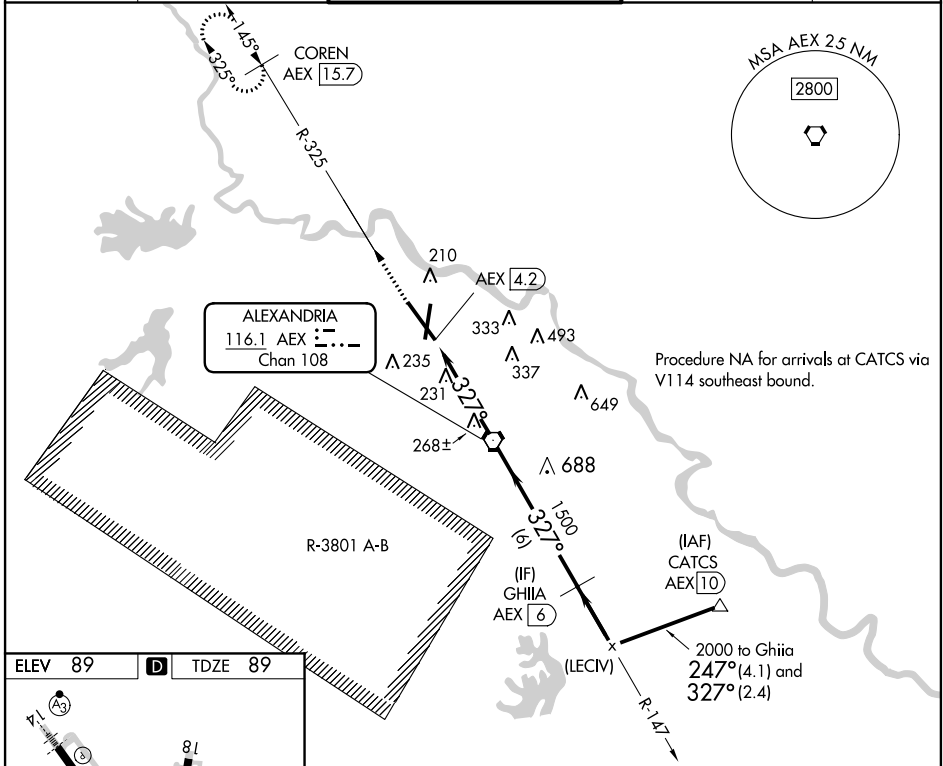 145°
325°
COREN
AEX 15.7
R-325
MSA AEX 25 NM
2800
210
AEX 4.2
ALEXANDRIA
116.1 AEX
Chan 108
333
493
235
337
231
649
327°
268±
688
Procedure NA for arrivals at CATCS via
V114 southeast bound.
1500
327°
(6)
R-3801 A-B
(IAF)
CATCS
AEX 10
(IF)
GHIIA
AEX 6
(LECIV)
2000 to Ghiia
247° (4.1) and
327° (2.4)
R-147
ELEV 89
D
TDZE 89
A3
14
P
18